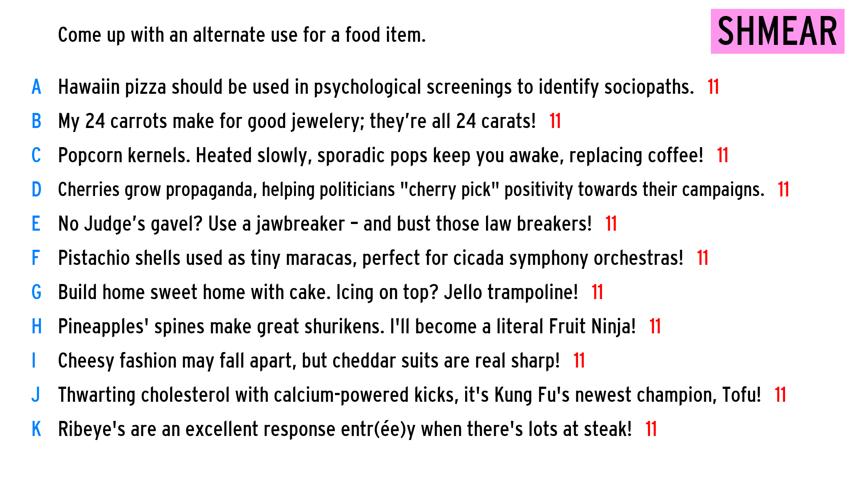 Come up with an alternate use for a food item.
SHMEAR
A Hawaiin pizza should be used in psychological screenings to identify sociopaths. 11
B My 24 carrots make for good jewelery; they're all 24 carats! 11
C Popcorn kernels. Heated slowly, sporadic pops keep you awake, replacing coffee! 11
D Cherries grow propaganda, helping politicians "cherry pick" positivity towards their campaigns. 11
E No Judge's gavel? Use a jawbreaker – and bust those law breakers! 11
F Pistachio shells used as tiny maracas, perfect for cicada symphony orchestras! 11
G Build home sweet home with cake. Icing on top? Jello trampoline! 11
H Pineapples' spines make great shurikens. I'll become a literal Fruit Ninja! 11
I Cheesy fashion may fall apart, but cheddar suits are real sharp! 11
J Thwarting cholesterol with calcium-powered kicks, it's Kung Fu's newest champion, Tofu! 11
K Ribeye's are an excellent response entr(ée)y when there's lots at steak! 11